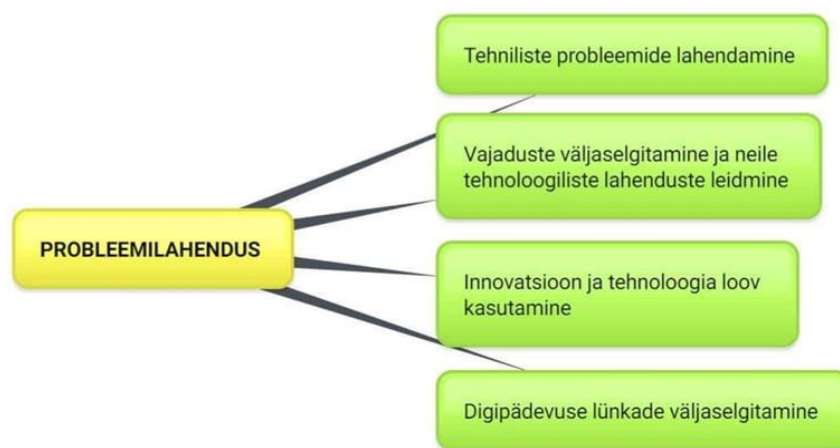 Tehniliste probleemide lahendamine
Vajaduste väljaselgitamine ja neile
tehnoloogiliste lahenduste leidmine
PROBLEEMILAHENDUS
Innovatsioon ja tehnoloogia loov
kasutamine
Digipädevuse lünkade väljaselgitamine